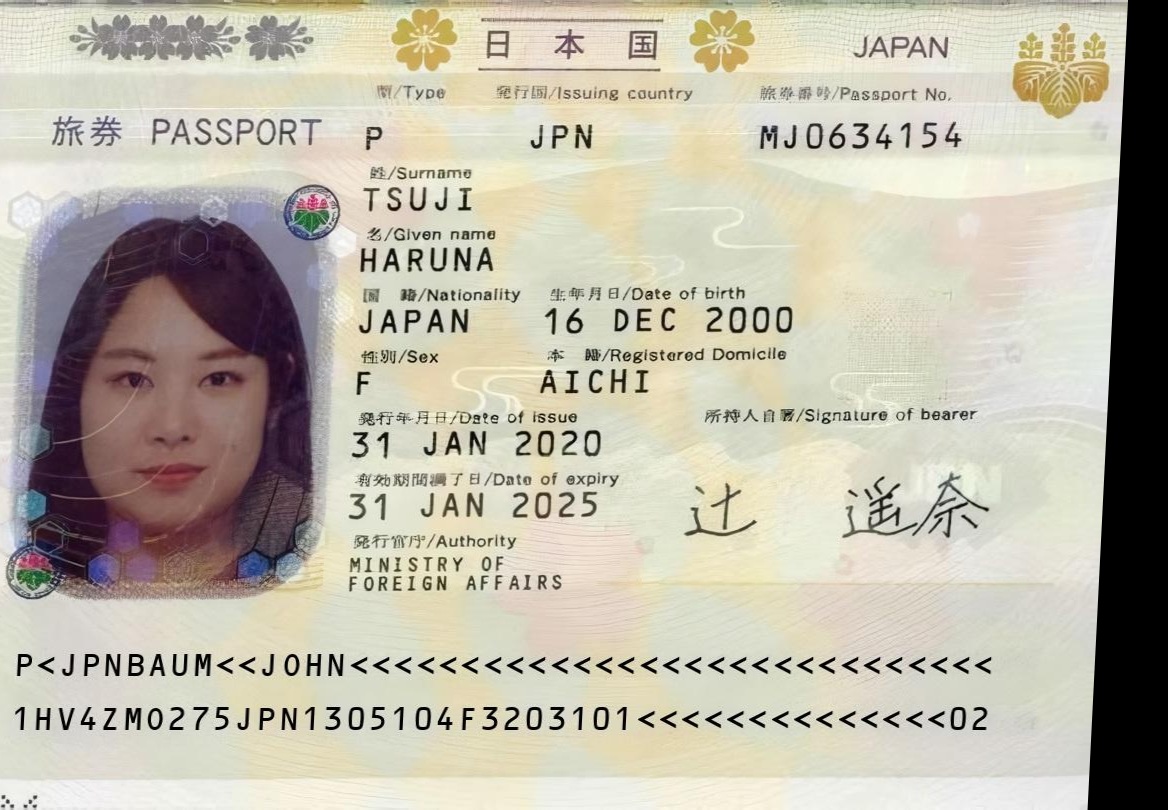 日本国 JAPAN
型/Type 発行国/Issuing country 旅券番号/Passport No.
旅券 PASSPORT P JPN MJ0634154
姓/Surname
TSUJI
名/Given name
HARUNA
国 籍/Nationality 生年月日/Date of birth
JAPAN 16 DEC 2000
性別/Sex 本 籍/Registered Domicile
F AICHI
発行年月日/Date of issue 所持人自署/Signature of bearer
31 JAN 2020
有効期間満了日/Date of expiry
31 JAN 2025 辻 遥奈
発行官庁/Authority
MINISTRY OF
FOREIGN AFFAIRS
P<JPNBAUM<<JOHN<<<<<<<<<<<<<<<<<<<<<<<<<<<<<
1HV4ZM0275JPN1305104F3203101<<<<<<<<<<<<<<02